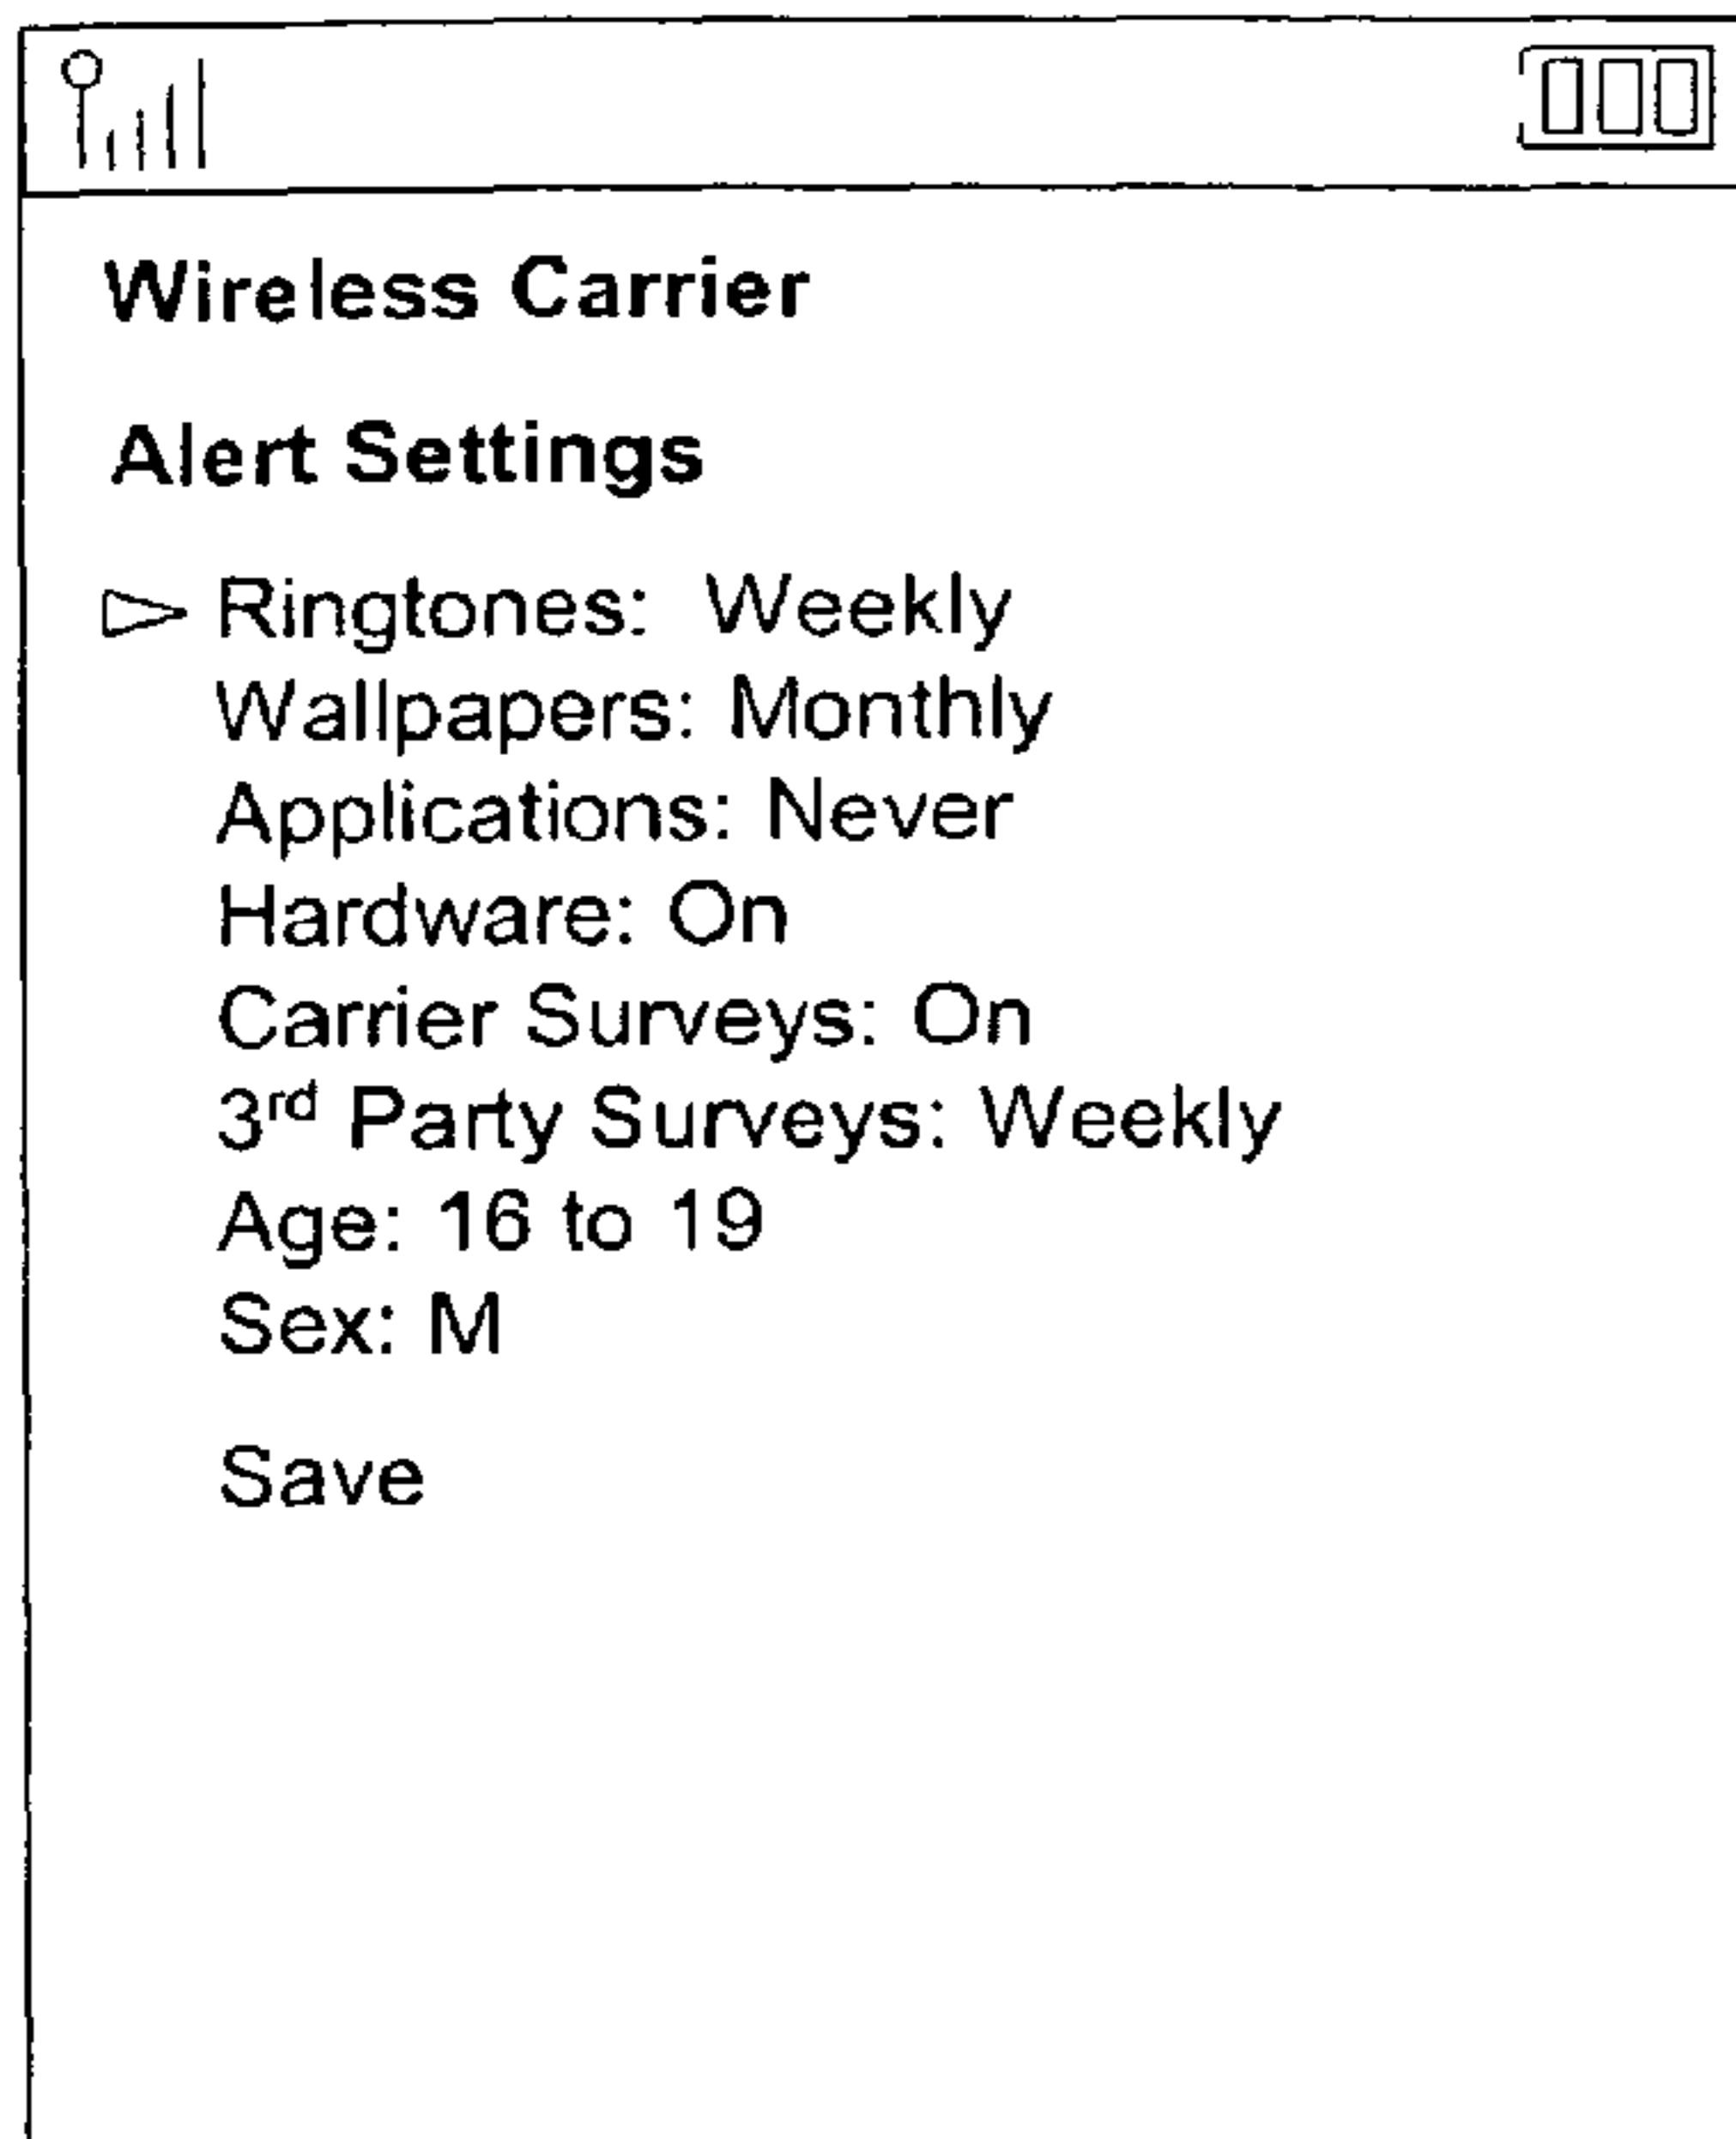 Wireless Carrier
Alert Settings
Ringtones: Weekly
Wallpapers: Monthly
Applications: Never
Hardware: On
Carrier Surveys: On
3rd Party Surveys: Weekly
Age: 16 to 19
Sex: M
Save